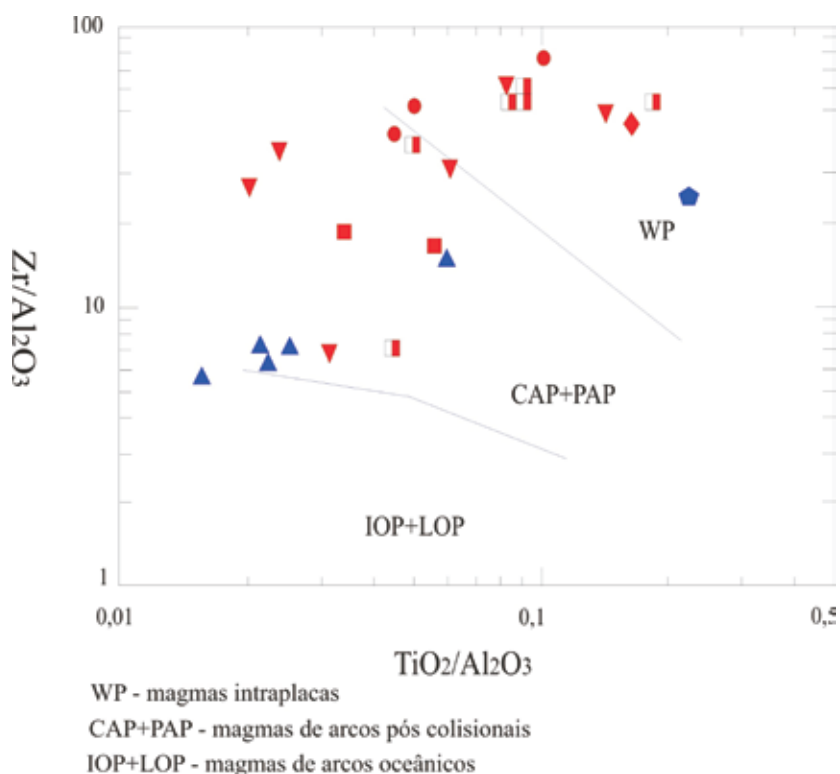 100
10
1
Zr/Al2O3
WP
CAP+PAP
IOP+LOP
0,01
0,1
0,5
TiO2/Al2O3
WP - magmas intraplacas
CAP+PAP - magmas de arcos pós colisionais
IOP+LOP - magmas de arcos oceânicos